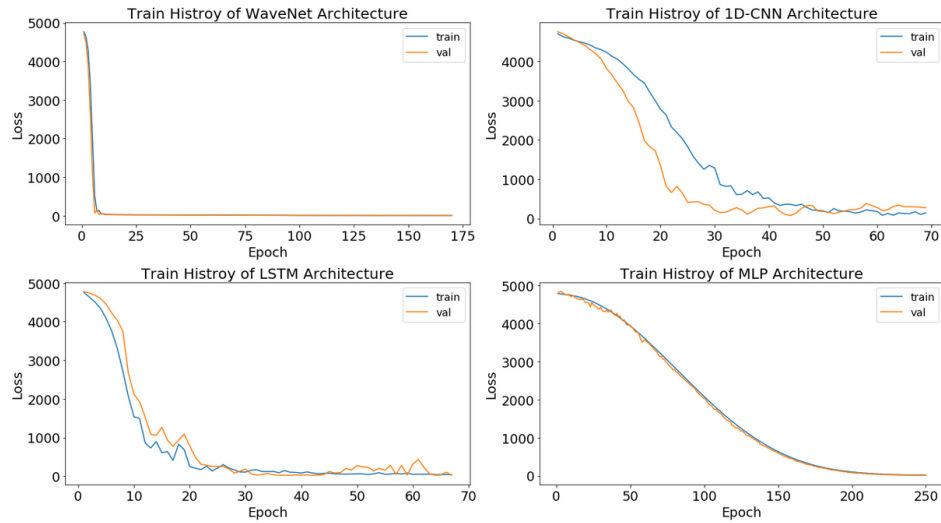 Train Histroy of WaveNet Architecture
5000
4000
3000
2000
1000
0
Loss
0 25 50 75 100 125 150 175
Epoch
train
val
Train Histroy of 1D-CNN Architecture
4000
3000
2000
1000
0
Loss
0 10 20 30 40 50 60 70
Epoch
train
val
Train Histroy of LSTM Architecture
5000
4000
3000
2000
1000
0
Loss
0 10 20 30 40 50 60 70
Epoch
train
val
Train Histroy of MLP Architecture
5000
4000
3000
2000
1000
0
Loss
0 50 100 150 200 250
Epoch
train
val